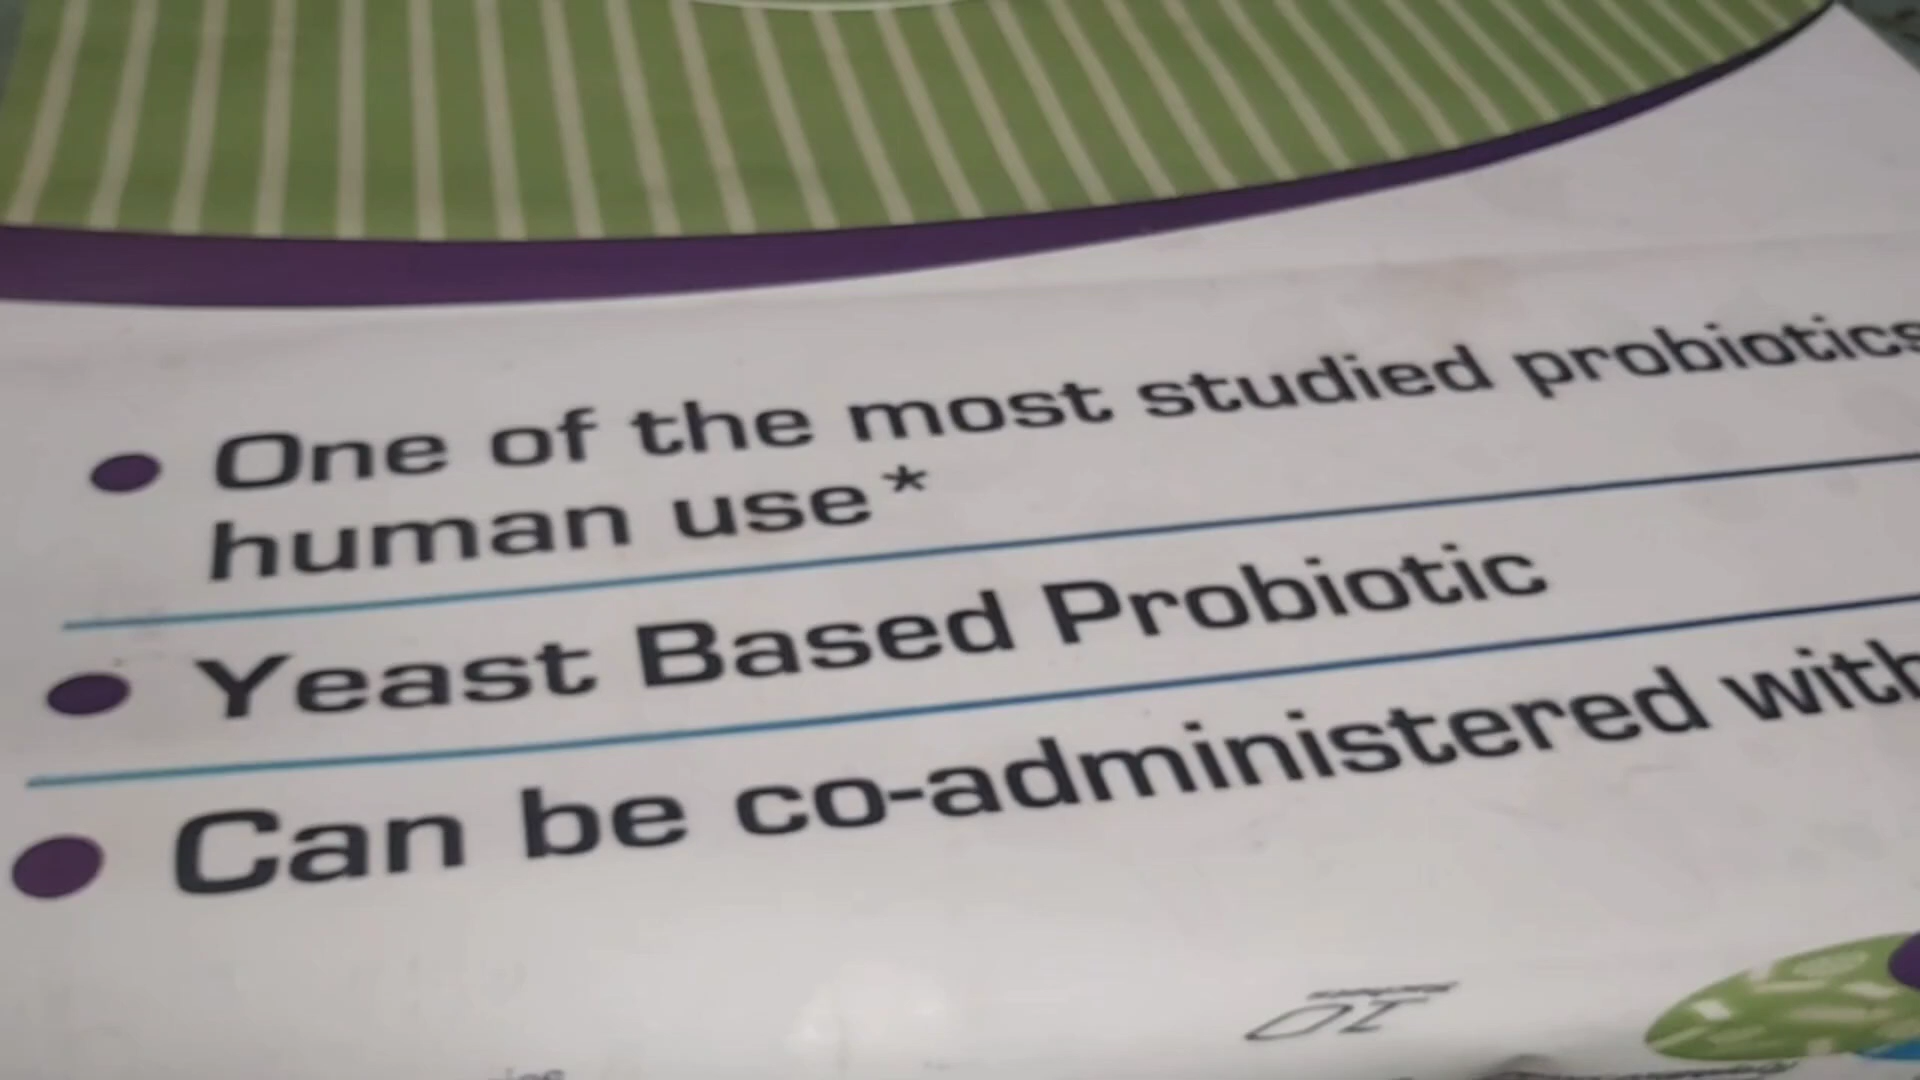 One of the most studied probiotics
human use*
Yeast Based Probiotic
Can be co-administered with